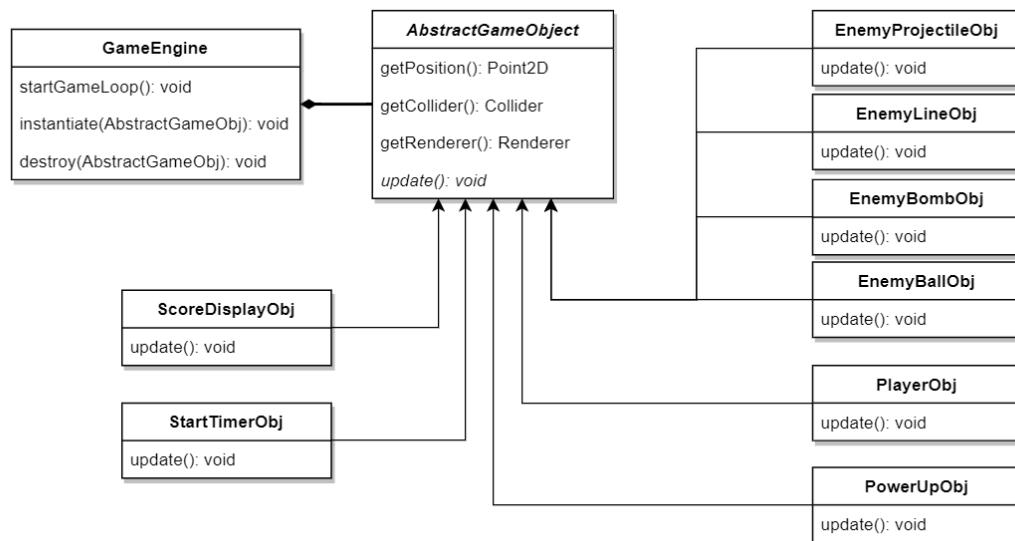 GameEngine
startGameLoop(): void
instantiate(AbstractGameObj): void
destroy(AbstractGameObj): void
AbstractGameObject
getPosition(): Point2D
getCollider(): Collider
getRenderer(): Renderer
update(): void
EnemyProjectileObj
update(): void
EnemyLineObj
update(): void
EnemyBombObj
update(): void
EnemyBallObj
update(): void
ScoreDisplayObj
update(): void
StartTimerObj
update(): void
PlayerObj
update(): void
PowerUpObj
update(): void